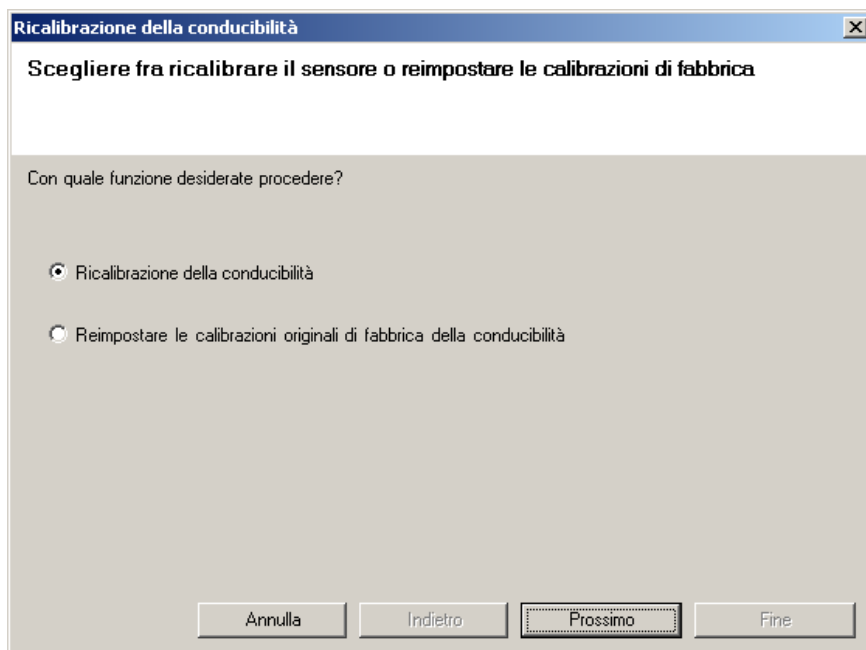 Ricalibrazione della conducibilità
Scegliere fra ricalibrare il sensore o reimpostare le calibrazioni di fabbrica
Con quale funzione desiderate procedere?
Ricalibrazione della conducibilità
Reimpostare le calibrazioni originali di fabbrica della conducibilità
Annulla Indietro Prossimo Fine